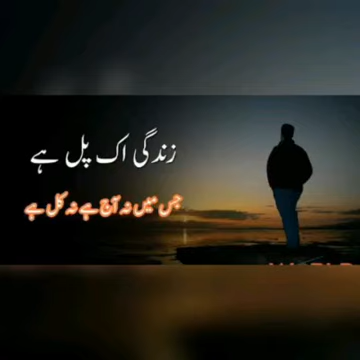 زندگی اک پل ہے
جس میں نہ آج ہے نہ کل ہے